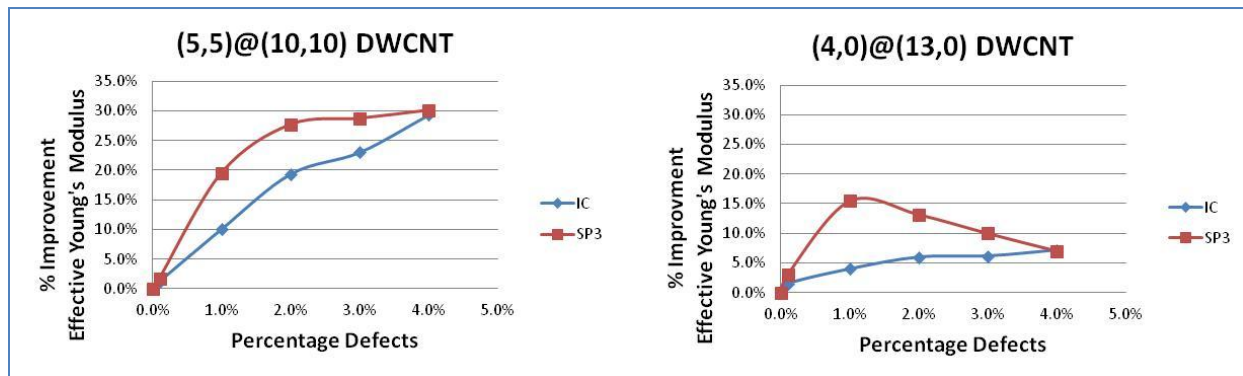 (5,5)@(10,10) DWCNT
% Improvement
Effective Young's Modulus
35.0%
30.0%
25.0%
20.0%
15.0%
10.0%
5.0%
0.0%
0.0% 1.0% 2.0% 3.0% 4.0% 5.0%
Percentage Defects
IC
SP3
(4,0)@(13,0) DWCNT
% Improvment
Effective Young's Modulus
35.0%
30.0%
25.0%
20.0%
15.0%
10.0%
5.0%
0.0%
0.0% 1.0% 2.0% 3.0% 4.0% 5.0%
Percentage Defects
IC
SP3